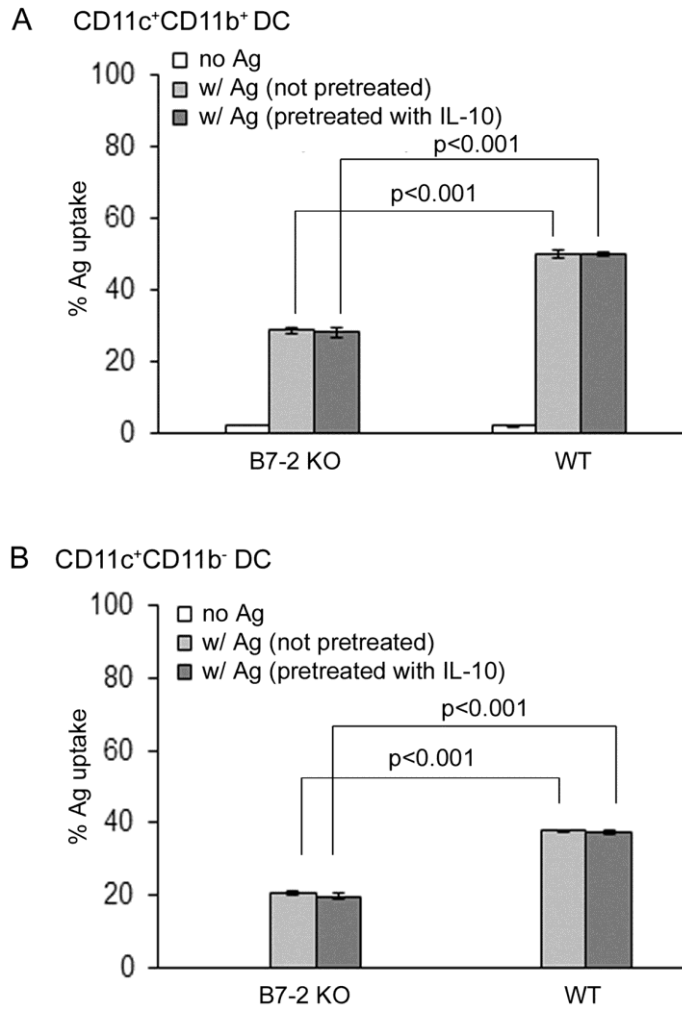 A CD11c⁺CD11b⁺ DC
no Ag
w/ Ag (not pretreated)
w/ Ag (pretreated with IL-10)
100
80
60
40
20
0
% Ag uptake
p<0.001
p<0.001
B7-2 KO
WT
B CD11c⁺CD11b⁻ DC
no Ag
w/ Ag (not pretreated)
w/ Ag (pretreated with IL-10)
100
80
60
40
20
0
% Ag uptake
p<0.001
p<0.001
B7-2 KO
WT